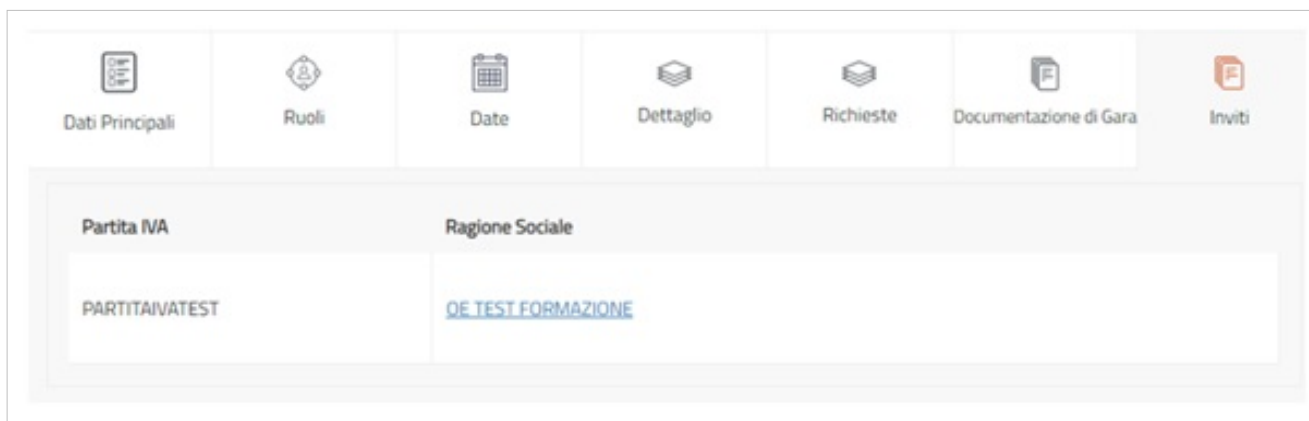 Dati Principali
Ruoli
Date
Dettaglio
Richieste
Documentazione di Gara
Inviti
Partita IVA
Ragione Sociale
PARTITAIVATEST
OE TEST FORMAZIONE